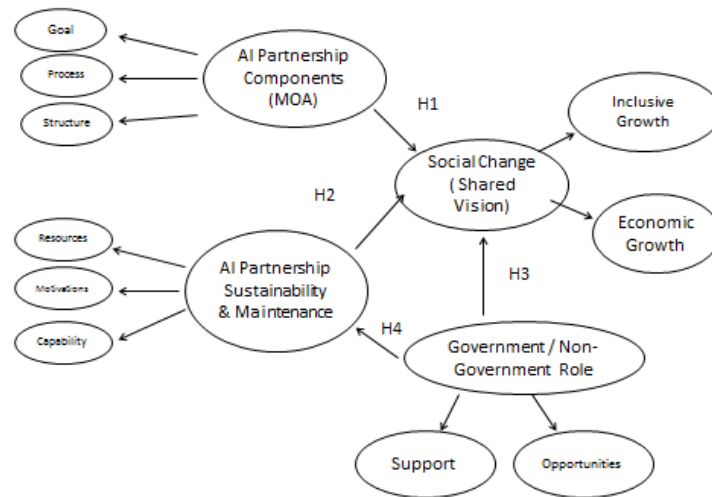 Goal
Process
Structure
AI Partnership
Components
(MOA)
H1
Inclusive
Growth
Social Change
( Shared
Vision)
Economic
Growth
H2
Resources
Motivations
Capability
AI Partnership
Sustainability
& Maintenance
H3
H4
Government / Non-
Government Role
Support
Opportunities